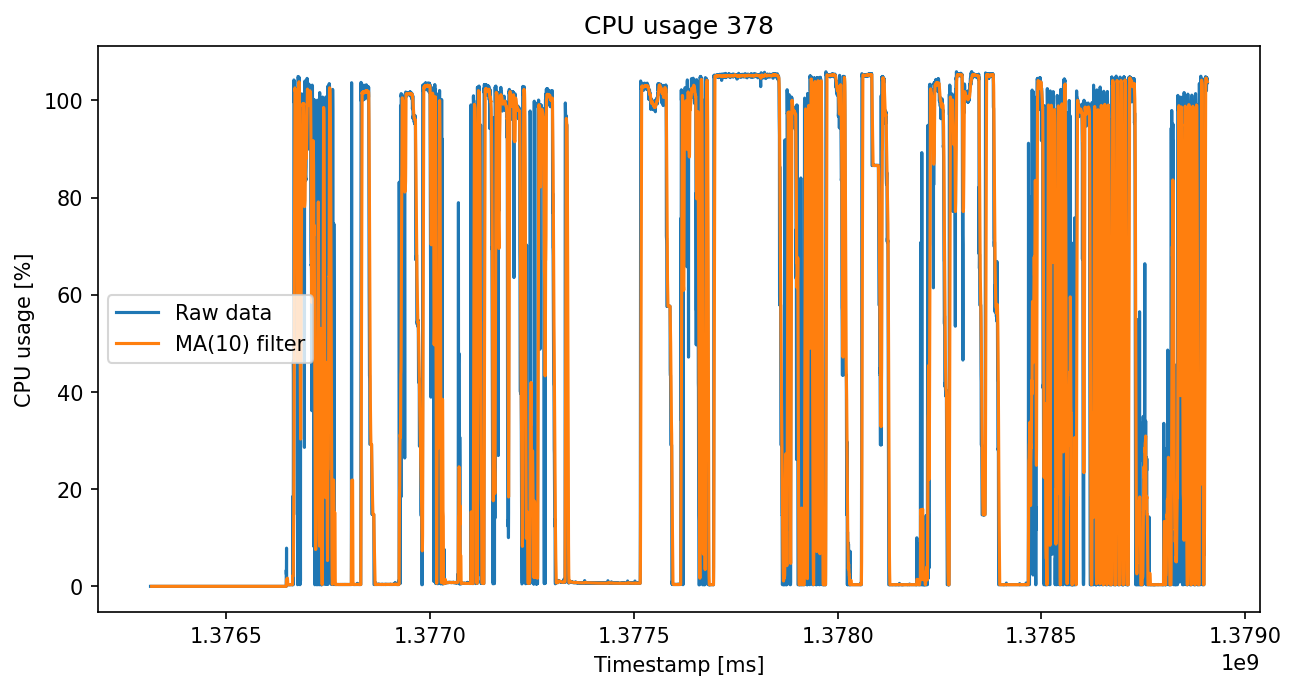 CPU usage 378
CPU usage [%]
100
80
60
40
20
0
Raw data
MA(10) filter
1.3765
1.3770
1.3775
1.3780
1.3785
1.3790
1e9
Timestamp [ms]